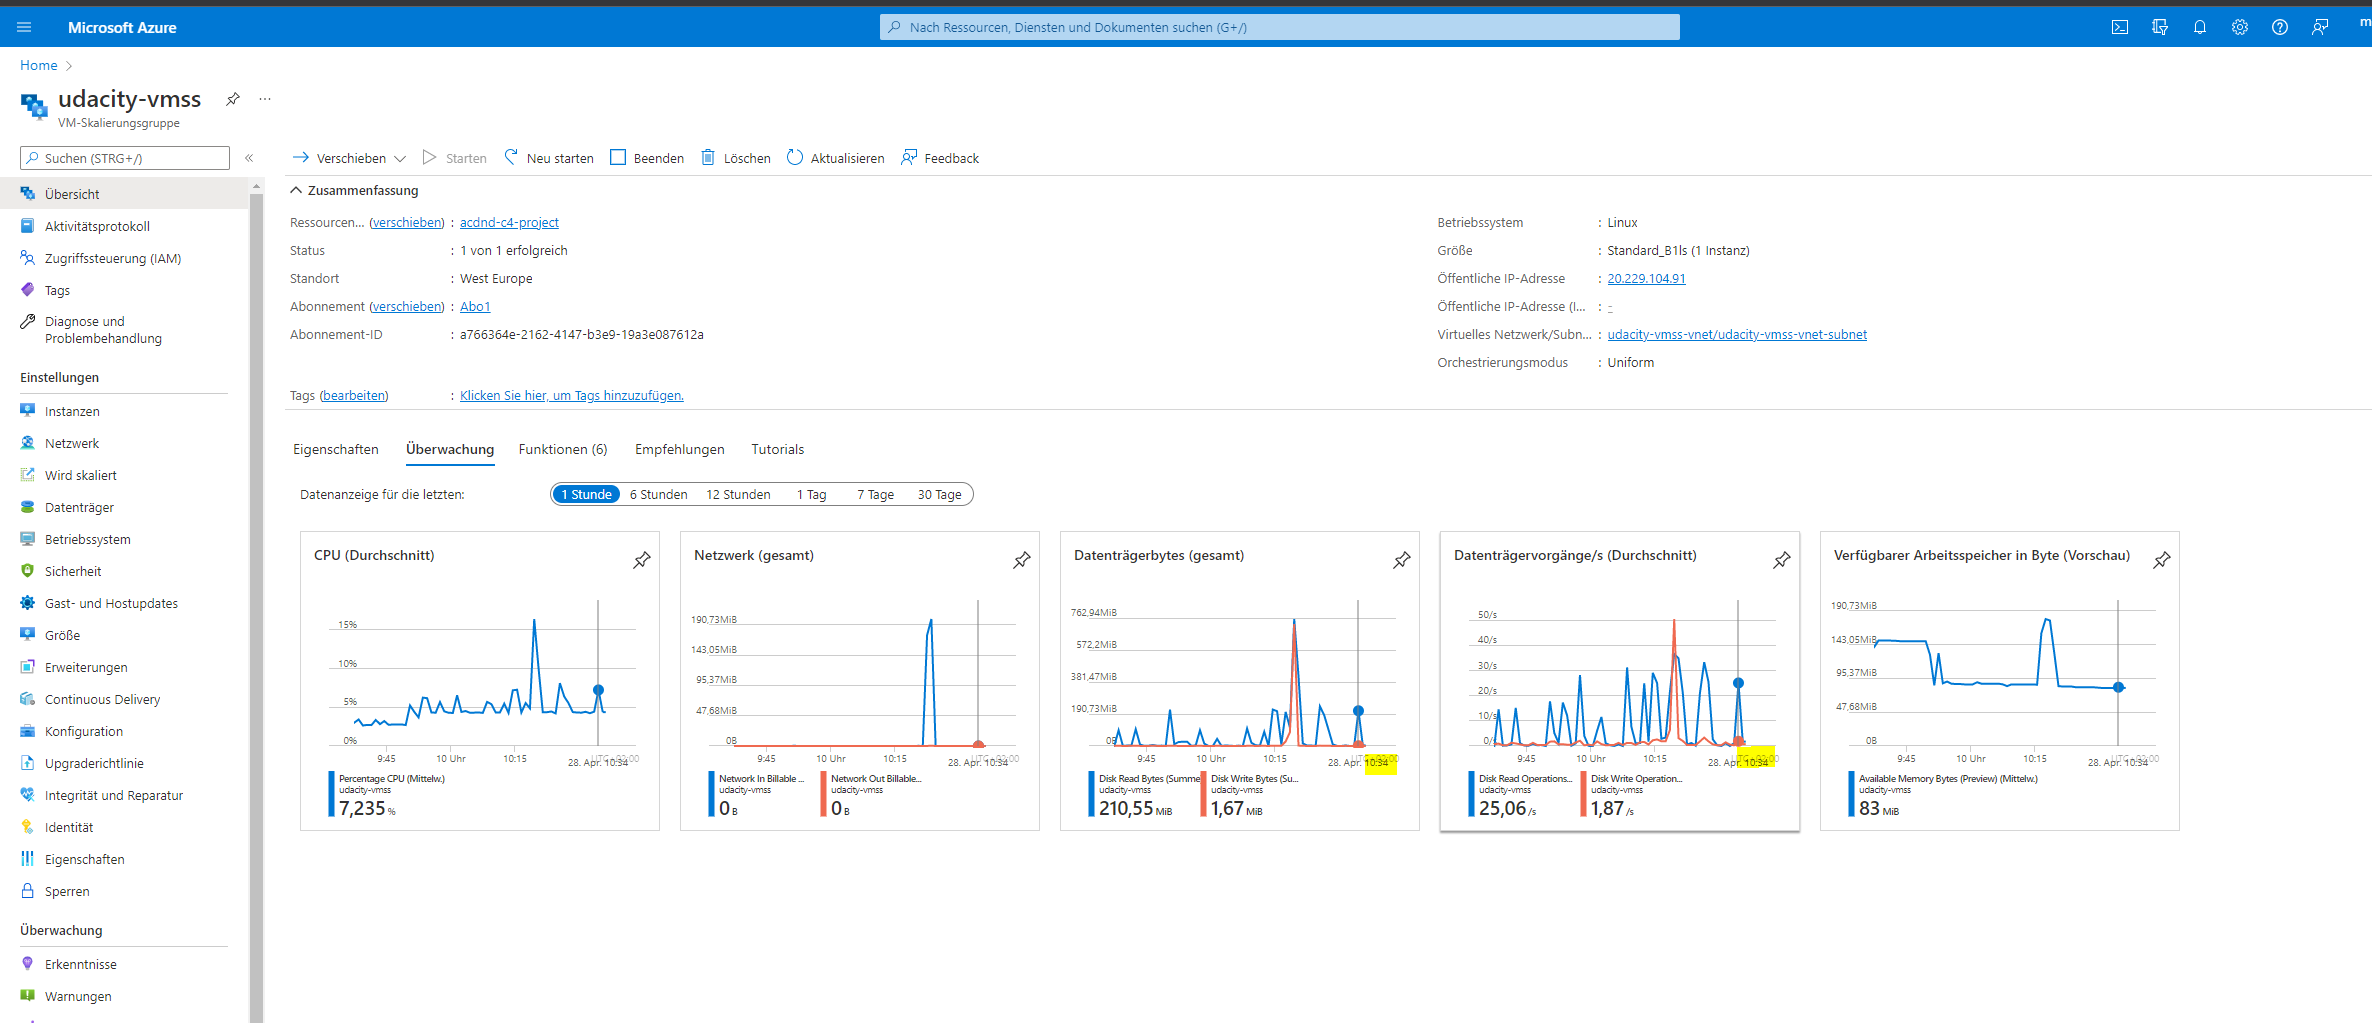 Microsoft Azure
Nach Ressourcen, Diensten und Dokumenten suchen (G+/)
m
Home
udacity-vmss
VM-Skalierungsgruppe
Suchen (STRG+/)
Übersicht
Aktivitätsprotokoll
Zugriffssteuerung (IAM)
Tags
Diagnose und
Problembehandlung
Einstellungen
Instanzen
Netzwerk
Wird skaliert
Datenträger
Betriebssystem
Sicherheit
Gast- und Hostupdates
Größe
Erweiterungen
Continuous Delivery
Konfiguration
Upgraderichtlinie
Integrität und Reparatur
Identität
Eigenschaften
Sperren
Überwachung
Erkenntnisse
Warnungen
Verschieben Starten Neu starten Beenden Löschen Aktualisieren Feedback
Zusammenfassung
Ressourcen... (verschieben) : acdnd-c4-project
Status : 1 von 1 erfolgreich
Standort : West Europe
Abonnement (verschieben) : Abo1
Abonnement-ID : a766364e-2162-4147-b3e9-19a3e087612a
Tags (bearbeiten) : Klicken Sie hier, um Tags hinzuzufügen.
Betriebssystem : Linux
Größe : Standard_B1ls (1 Instanz)
Öffentliche IP-Adresse : 20.229.104.91
Öffentliche IP-Adresse (I... : -
Virtuelles Netzwerk/Subn... : udacity-vmss-vnet/udacity-vmss-vnet-subnet
Orchestrierungsmodus : Uniform
Eigenschaften Überwachung Funktionen (6) Empfehlungen Tutorials
Datenanzeige für die letzten: 1 Stunde 6 Stunden 12 Stunden 1 Tag 7 Tage 30 Tage
CPU (Durchschnitt)
15%
10%
5%
0%
9:45 10 Uhr 10:15 28. Apr. 10:34
Percentage CPU (Mittelw.)
udacity-vmss
7,235 %
Netzwerk (gesamt)
190,73MiB
143,05MiB
95,37MiB
47,68MiB
0B
9:45 10 Uhr 10:15 28. Apr. 10:34
Network In Billable ... Network Out Billable...
udacity-vmss udacity-vmss
0 B 0 B
Datenträgerbytes (gesamt)
762,94MiB
572,2MiB
381,47MiB
190,73MiB
0B
9:45 10 Uhr 10:15 28. Apr. 10:34
Disk Read Bytes (Summe Disk Write Bytes (Su...
udacity-vmss udacity-vmss
210,55 MiB 1,67 MiB
Datenträgervorgänge/s (Durchschnitt)
50/s
40/s
30/s
20/s
10/s
0/s
9:45 10 Uhr 10:15 28. Apr. 10:34
Disk Read Operations... Disk Write Operation...
udacity-vmss udacity-vmss
25,06 /s 1,87 /s
Verfügbarer Arbeitsspeicher in Byte (Vorschau)
190,73MiB
143,05MiB
95,37MiB
47,68MiB
0B
9:45 10 Uhr 10:15 28. Apr. 10:34
Available Memory Bytes (Preview) (Mittelw.)
udacity-vmss
83 MiB